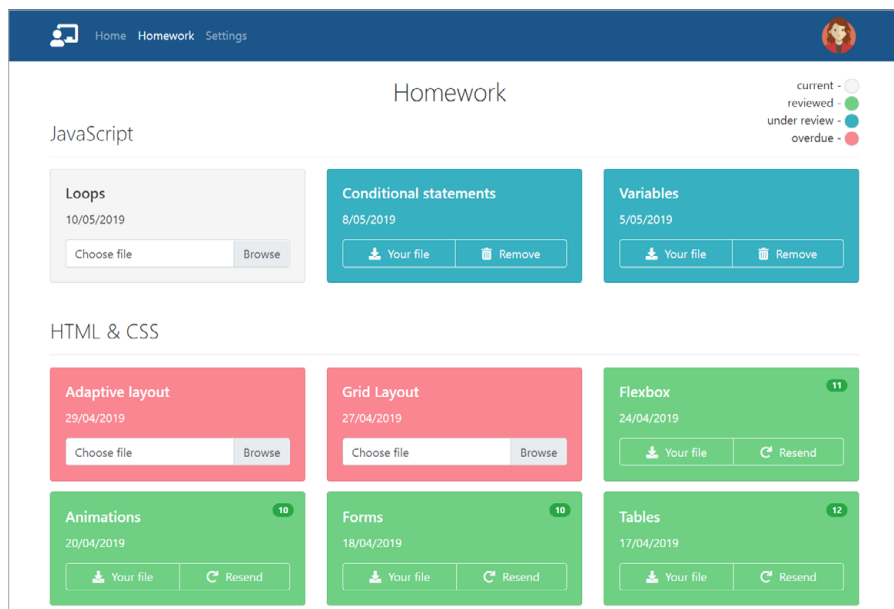 Home Homework Settings
Homework
current -
reviewed -
under review -
overdue -
JavaScript
Loops
10/05/2019
Choose file Browse
Conditional statements
8/05/2019
Your file Remove
Variables
5/05/2019
Your file Remove
HTML & CSS
Adaptive layout
29/04/2019
Choose file Browse
Grid Layout
27/04/2019
Choose file Browse
Flexbox 11
24/04/2019
Your file Resend
Animations 10
20/04/2019
Your file Resend
Forms 10
18/04/2019
Your file Resend
Tables 12
17/04/2019
Your file Resend